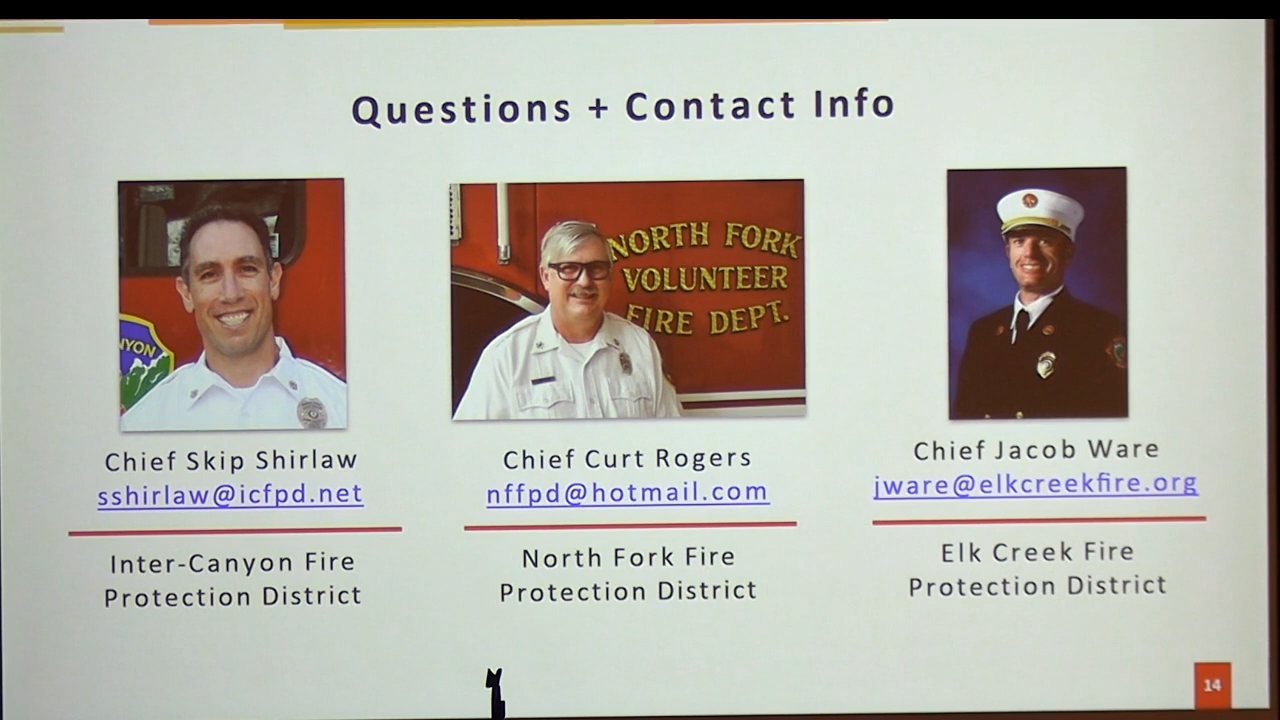 Questions + Contact Info
NYON
NORTH FORK
VOLUNTEER
FIRE DEPT.
Chief Skip Shirlaw
sshirlaw@icfpd.net
Inter-Canyon Fire
Protection District
Chief Curt Rogers
nffpd@hotmail.com
North Fork Fire
Protection District
Chief Jacob Ware
jware@elkcreekfire.org
Elk Creek Fire
Protection District
14